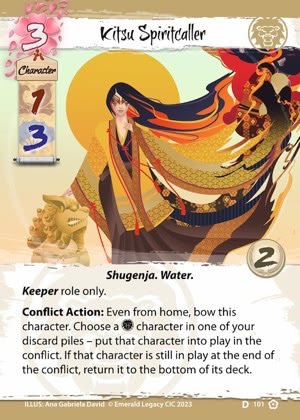 3
Kitsu Spiritcaller
Character
1
3
2
Shugenja. Water.
Keeper role only.
Conflict Action: Even from home, bow this
character. Choose a character in one of your
discard piles – put that character into play in the
conflict. If that character is still in play at the end of
the conflict, return it to the bottom of its deck.
ILLUS: Ana Gabriela David © Emerald Legacy CIC 2023
D 101